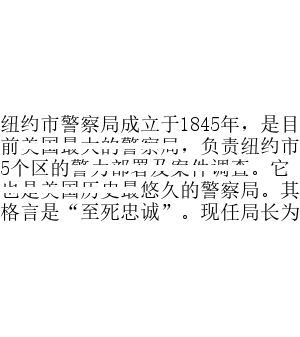 纽约市警察局成立于1845年，是目
前美国最大的警察局，负责纽约市
5个区的警力部署及案件调查。它
也是美国历史最悠久的警察局。其
格言是“至死忠诚”。现任局长为